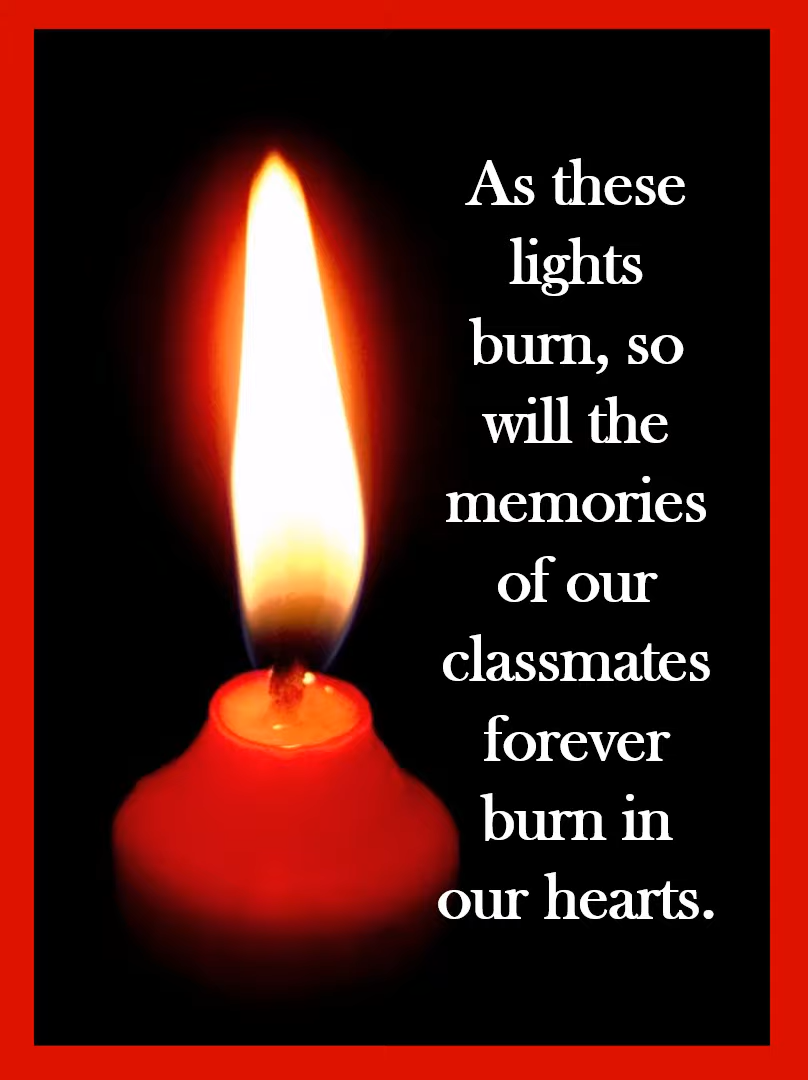 As these
lights
burn, so
will the
memories
of our
classmates
forever
burn in
our hearts.